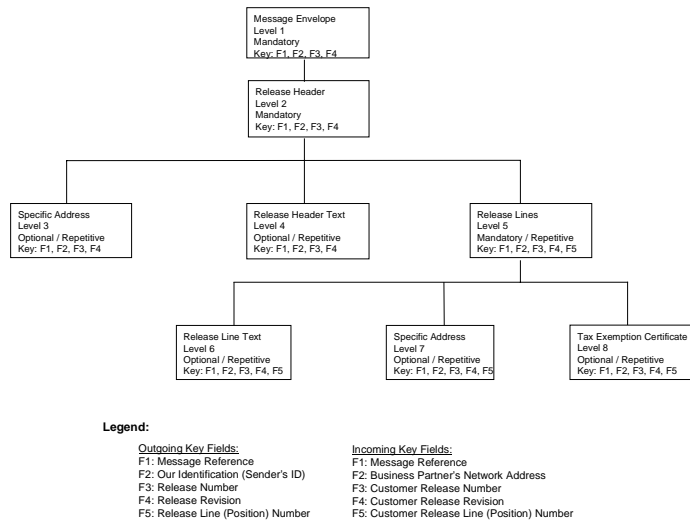 Message Envelope
Level 1
Mandatory
Key: F1, F2, F3, F4
Release Header
Level 2
Mandatory
Key: F1, F2, F3, F4
Specific Address
Level 3
Optional / Repetitive
Key: F1, F2, F3, F4
Release Header Text
Level 4
Optional / Repetitive
Key: F1, F2, F3, F4
Release Lines
Level 5
Mandatory / Repetitive
Key: F1, F2, F3, F4, F5
Release Line Text
Level 6
Optional / Repetitive
Key: F1, F2, F3, F4, F5
Specific Address
Level 7
Optional / Repetitive
Key: F1, F2, F3, F4, F5
Tax Exemption Certificate
Level 8
Optional / Repetitive
Key: F1, F2, F3, F4, F5
Legend:
Outgoing Key Fields:
F1: Message Reference
F2: Our Identification (Sender's ID)
F3: Release Number
F4: Release Revision
F5: Release Line (Position) Number
Incoming Key Fields:
F1: Message Reference
F2: Business Partner's Network Address
F3: Customer Release Number
F4: Customer Release Revision
F5: Customer Release Line (Position) Number